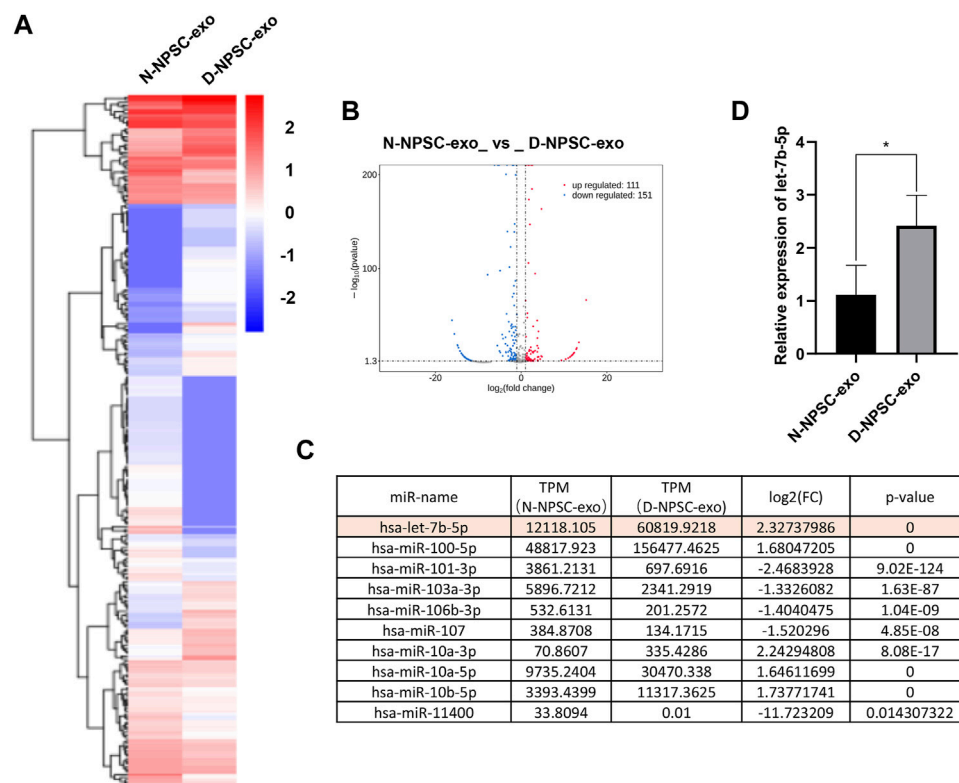 A
N-NPSC-exo
D-NPSC-exo
2
1
0
-1
-2
B
N-NPSC-exo_ vs _ D-NPSC-exo
up regulated: 111
down regulated: 151
200
100
1.3
− log10(pvalue)
-20
0
20
log2(fold change)
D
*
4
3
2
1
0
Relative expression of let-7b-5p
N-NPSC-exo
D-NPSC-exo
C
miR-name TPM (N-NPSC-exo) TPM (D-NPSC-exo) log2(FC) p-value
hsa-let-7b-5p 12118.105 60819.9218 2.32737986 0
hsa-miR-100-5p 48817.923 156477.4625 1.68047205 0
hsa-miR-101-3p 3861.2131 697.6916 -2.4683928 9.02E-124
hsa-miR-103a-3p 5896.7212 2341.2919 -1.3326082 1.63E-87
hsa-miR-106b-3p 532.6131 201.2572 -1.4040475 1.04E-09
hsa-miR-107 384.8708 134.1715 -1.520296 4.85E-08
hsa-miR-10a-3p 70.8607 335.4286 2.24294808 8.08E-17
hsa-miR-10a-5p 9735.2404 30470.338 1.64611699 0
hsa-miR-10b-5p 3393.4399 11317.3625 1.73771741 0
hsa-miR-11400 33.8094 0.01 -11.723209 0.014307322